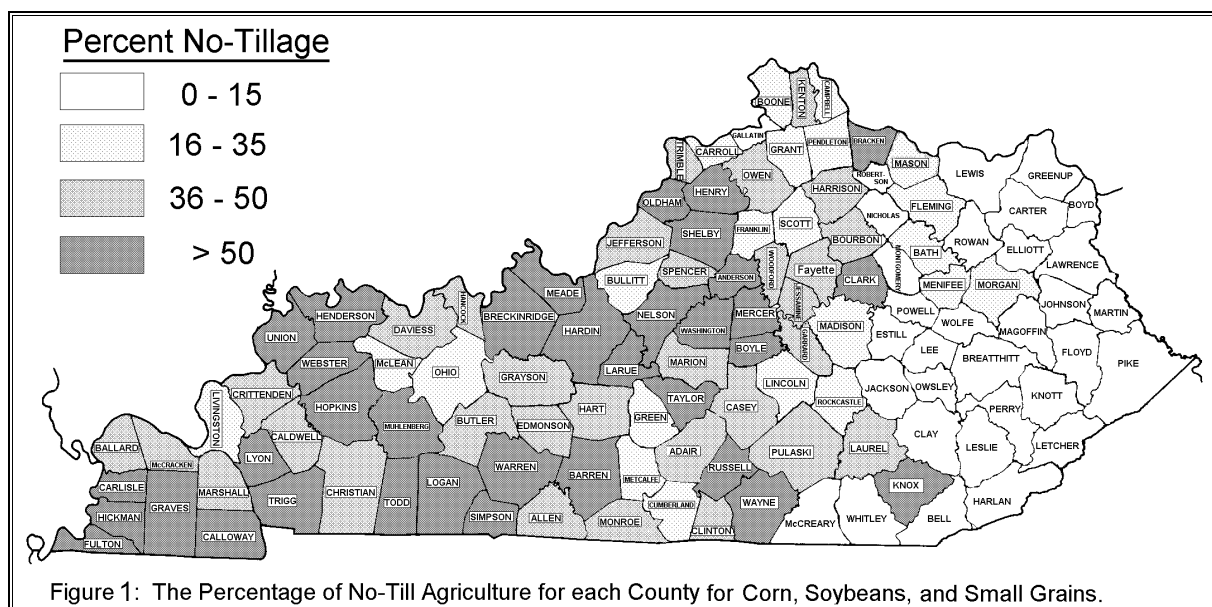 Percent No-Tillage
0 - 15
16 - 35
36 - 50
> 50
BOONE
KENTON
CAMPBELL
GALLATIN
CARROLL
TRIMBLE
GRANT
PENDLETON
BRACKEN
MASON
LEWIS
GREENUP
OWEN
HARRISON
ROBERT-
SON
FLEMING
CARTER
BOYD
HENRY
OLDHAM
SHELBY
FRANKLIN
SCOTT
NICHOLAS
ROWAN
ELLIOTT
JEFFERSON
BOURBON
BATH
LAWRENCE
BULLITT
SPENCER
ANDERSON
WOODFORD
Fayette
CLARK
MONTGOMERY
MENIFEE
MORGAN
MEADE
HANCOCK
BRECKINRIDGE
HARDIN
NELSON
WASHINGTON
MERCER
JESSAMINE
GARRARD
MADISON
POWELL
ESTILL
WOLFE
MAGOFFIN
JOHNSON
MARTIN
HENDERSON
UNION
DAVIESS
WEBSTER
McLEAN
OHIO
GRAYSON
LARUE
MARION
BOYLE
LINCOLN
LEE
BREATHITT
FLOYD
PIKE
CRITTENDEN
LIVINGSTON
HOPKINS
MUHLENBERG
BUTLER
EDMONSON
HART
GREEN
TAYLOR
CASEY
ROCKCASTLE
JACKSON
OWSLEY
PERRY
KNOTT
BALLARD
McCRACKEN
CALDWELL
LYON
WARREN
BARREN
METCALFE
ADAIR
RUSSELL
PULASKI
LAUREL
CLAY
LESLIE
LETCHER
CARLISLE
GRAVES
MARSHALL
TRIGG
CHRISTIAN
TODD
LOGAN
SIMPSON
ALLEN
MONROE
CUMBERLAND
CLINTON
WAYNE
McCREARY
WHITLEY
KNOX
BELL
HARLAN
HICKMAN
FULTON
CALLOWAY
Figure 1: The Percentage of No-Till Agriculture for each County for Corn, Soybeans, and Small Grains.